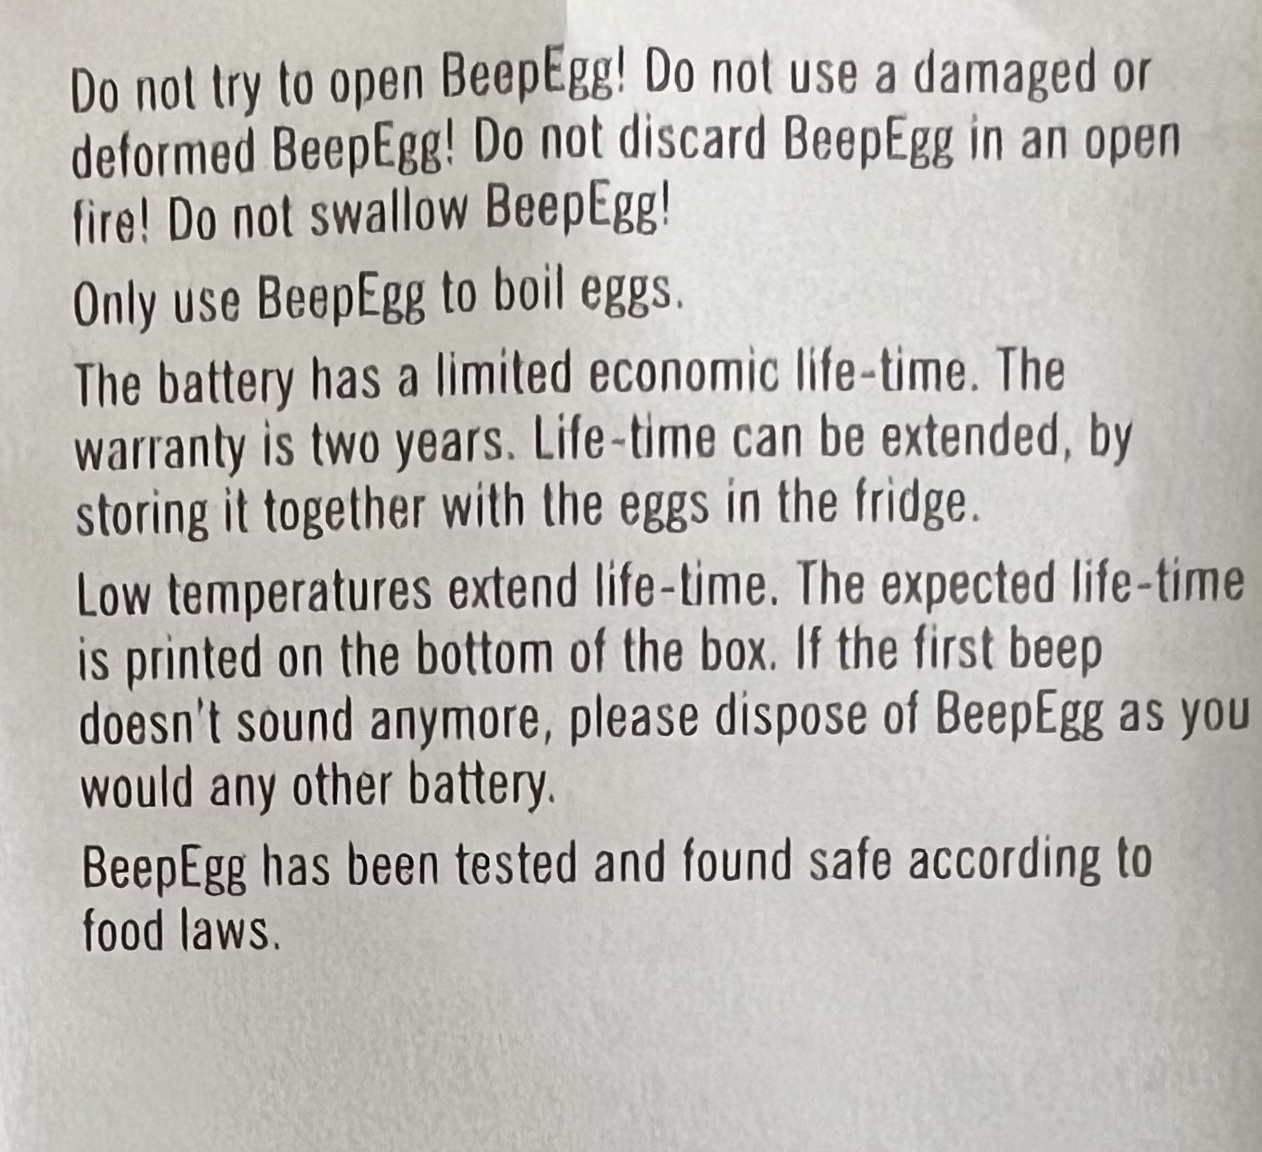 Do not try to open BeepEgg! Do not use a damaged or
deformed BeepEgg! Do not discard BeepEgg in an open
fire! Do not swallow BeepEgg!
Only use BeepEgg to boil eggs.
The battery has a limited economic life-time. The
warranty is two years. Life-time can be extended, by
storing it together with the eggs in the fridge.
Low temperatures extend life-time. The expected life-time
is printed on the bottom of the box. If the first beep
doesn't sound anymore, please dispose of BeepEgg as you
would any other battery.
BeepEgg has been tested and found safe according to
food laws.